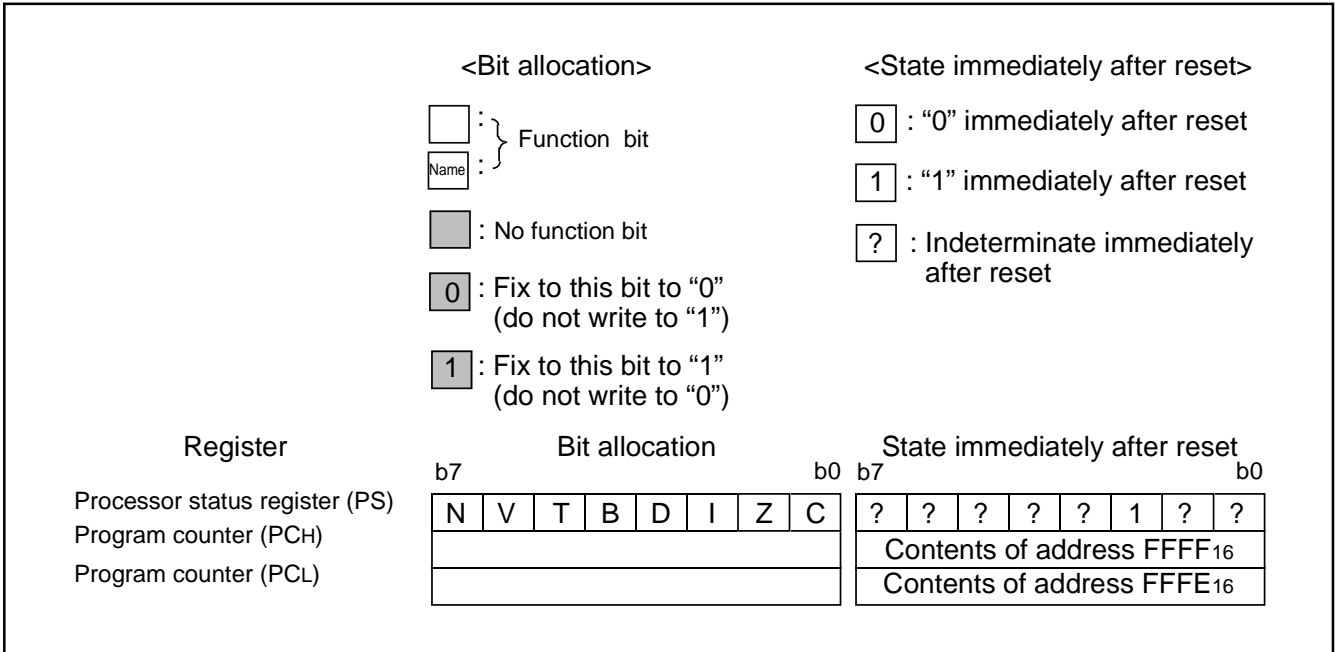 <Bit allocation>
:
Function bit
Name :
: No function bit
0 : Fix to this bit to “0”
(do not write to “1”)
1 : Fix to this bit to “1”
(do not write to “0”)
<State immediately after reset>
0 : “0” immediately after reset
1 : “1” immediately after reset
? : Indeterminate immediately
after reset
Register Bit allocation State immediately after reset
b7 b0 b7 b0
Processor status register (PS) N V T B D I Z C ? ? ? ? ? 1 ? ?
Program counter (PCH) Contents of address FFFF16
Program counter (PCL) Contents of address FFFE16